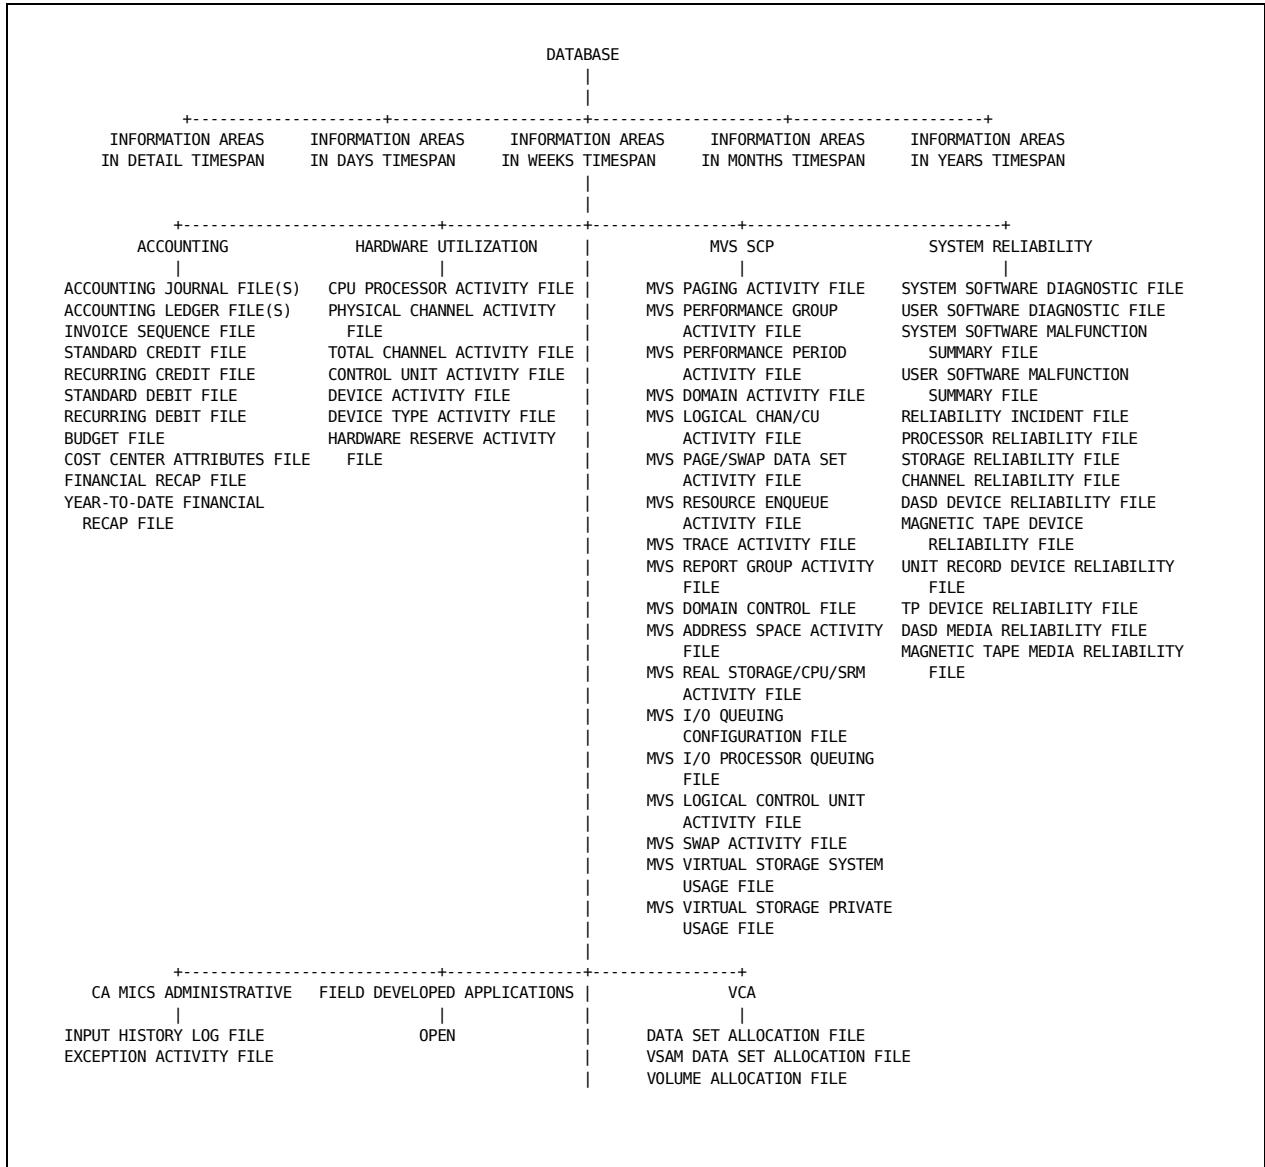 DATABASE
|
|
+---------------------+---------------------+---------------------+---------------------+
INFORMATION AREAS     INFORMATION AREAS     INFORMATION AREAS     INFORMATION AREAS     INFORMATION AREAS
IN DETAIL TIMESPAN     IN DAYS TIMESPAN     IN WEEKS TIMESPAN     IN MONTHS TIMESPAN     IN YEARS TIMESPAN
|
|
+----------------------------+---------------+----------------+----------------------------+
ACCOUNTING              HARDWARE UTILIZATION     |             MVS SCP                 SYSTEM RELIABILITY
|                            |               |                |                            |
ACCOUNTING JOURNAL FILE(S)   CPU PROCESSOR ACTIVITY FILE |      MVS PAGING ACTIVITY FILE    SYSTEM SOFTWARE DIAGNOSTIC FILE
ACCOUNTING LEDGER FILE(S)    PHYSICAL CHANNEL ACTIVITY   |      MVS PERFORMANCE GROUP       USER SOFTWARE DIAGNOSTIC FILE
INVOICE SEQUENCE FILE          FILE                      |          ACTIVITY FILE           SYSTEM SOFTWARE MALFUNCTION
STANDARD CREDIT FILE         TOTAL CHANNEL ACTIVITY FILE |      MVS PERFORMANCE PERIOD         SUMMARY FILE
RECURRING CREDIT FILE        CONTROL UNIT ACTIVITY FILE  |          ACTIVITY FILE           USER SOFTWARE MALFUNCTION
STANDARD DEBIT FILE          DEVICE ACTIVITY FILE        |      MVS DOMAIN ACTIVITY FILE       SUMMARY FILE
RECURRING DEBIT FILE         DEVICE TYPE ACTIVITY FILE   |      MVS LOGICAL CHAN/CU         RELIABILITY INCIDENT FILE
BUDGET FILE                  HARDWARE RESERVE ACTIVITY   |          ACTIVITY FILE           PROCESSOR RELIABILITY FILE
COST CENTER ATTRIBUTES FILE    FILE                      |      MVS PAGE/SWAP DATA SET      STORAGE RELIABILITY FILE
FINANCIAL RECAP FILE                                     |          ACTIVITY FILE           CHANNEL RELIABILITY FILE
YEAR-TO-DATE FINANCIAL                                   |      MVS RESOURCE ENQUEUE        DASD DEVICE RELIABILITY FILE
RECAP FILE                                             |          ACTIVITY FILE           MAGNETIC TAPE DEVICE
|      MVS TRACE ACTIVITY FILE        RELIABILITY FILE
|      MVS REPORT GROUP ACTIVITY   UNIT RECORD DEVICE RELIABILITY
|          FILE                       FILE
|      MVS DOMAIN CONTROL FILE     TP DEVICE RELIABILITY FILE
|      MVS ADDRESS SPACE ACTIVITY  DASD MEDIA RELIABILITY FILE
|          FILE                    MAGNETIC TAPE MEDIA RELIABILITY
|      MVS REAL STORAGE/CPU/SRM       FILE
|          ACTIVITY FILE
|      MVS I/O QUEUING
|          CONFIGURATION FILE
|      MVS I/O PROCESSOR QUEUING
|          FILE
|      MVS LOGICAL CONTROL UNIT
|          ACTIVITY FILE
|      MVS SWAP ACTIVITY FILE
|      MVS VIRTUAL STORAGE SYSTEM
|          USAGE FILE
|      MVS VIRTUAL STORAGE PRIVATE
|          USAGE FILE
|
+----------------------------+---------------+----------------+
CA MICS ADMINISTRATIVE   FIELD DEVELOPED APPLICATIONS |               VCA
|                            |               |                |
INPUT HISTORY LOG FILE                 OPEN              |      DATA SET ALLOCATION FILE
EXCEPTION ACTIVITY FILE                                  |      VSAM DATA SET ALLOCATION FILE
|      VOLUME ALLOCATION FILE